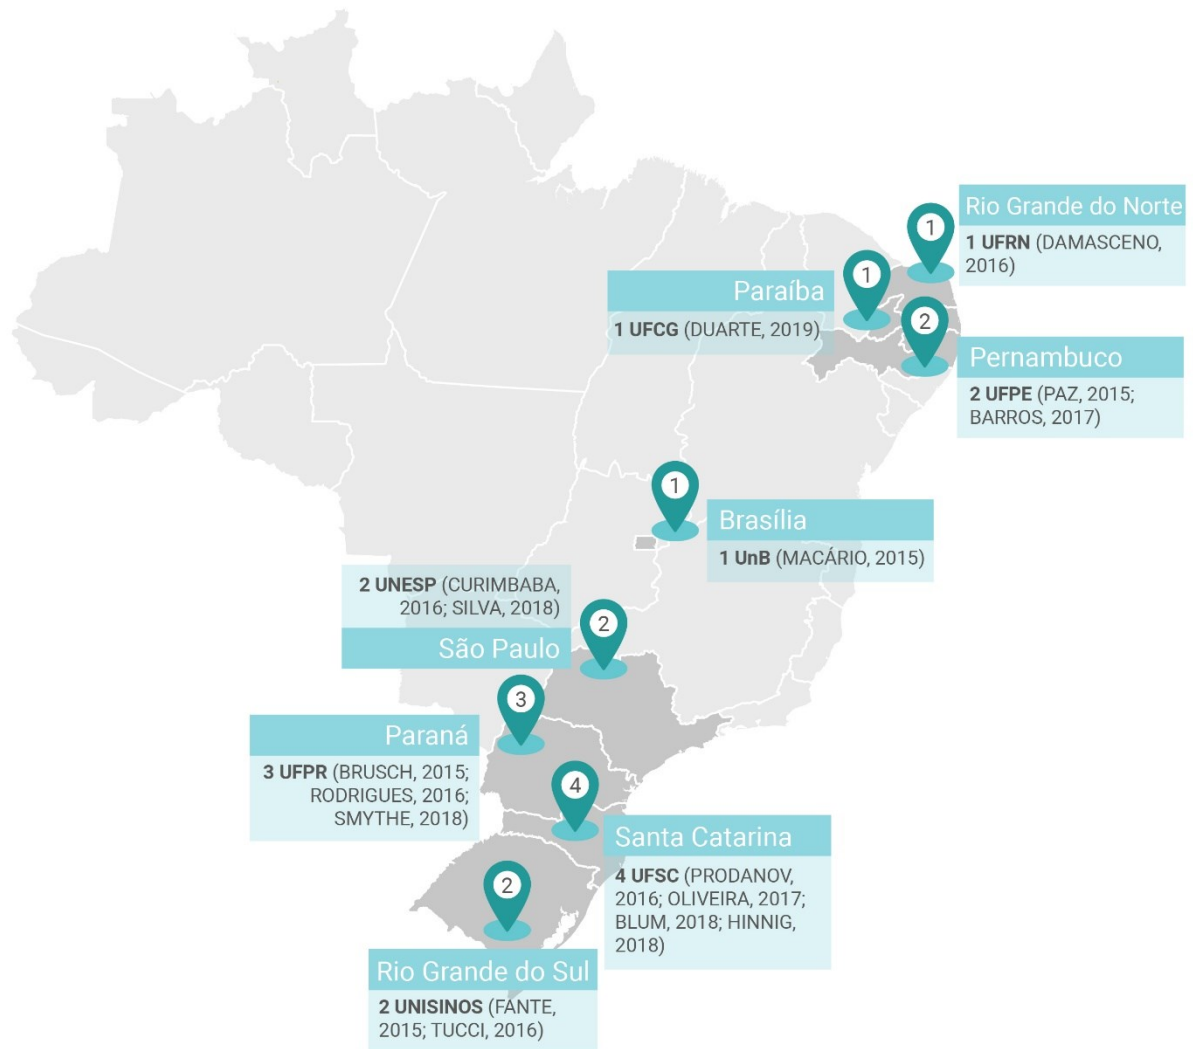 1
Rio Grande do Norte
1 UFRN (DAMASCENO,
2016)
1
Paraíba
1 UFCG (DUARTE, 2019)
2
Pernambuco
2 UFPE (PAZ, 2015;
BARROS, 2017)
1
Brasília
1 UnB (MACÁRIO, 2015)
2 UNESP (CURIMBABA,
2016; SILVA, 2018)
São Paulo
2
3
Paraná
3 UFPR (BRUSCH, 2015;
RODRIGUES, 2016;
SMYTHE, 2018)
4
Santa Catarina
4 UFSC (PRODANOV,
2016; OLIVEIRA, 2017;
BLUM, 2018; HINNIG,
2018)
2
Rio Grande do Sul
2 UNISINOS (FANTE,
2015; TUCCI, 2016)